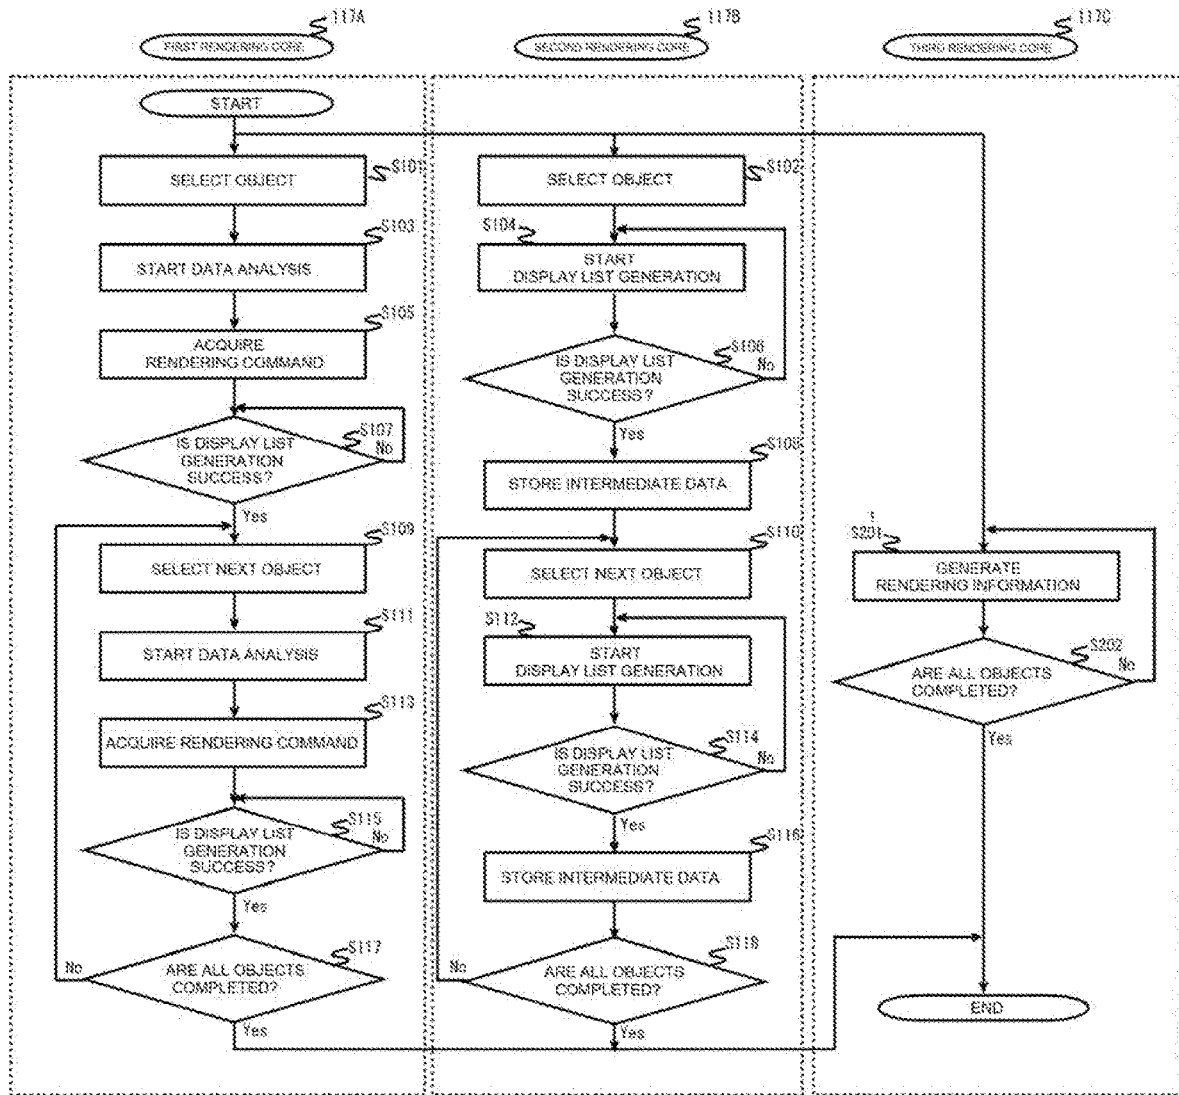 117A
FIRST RENDERING CORE
START
S101
SELECT OBJECT
S103
START DATA ANALYSIS
S105
ACQUIRE
RENDERING COMMAND
S107
IS DISPLAY LIST
GENERATION
SUCCESS?
No
Yes
S109
SELECT NEXT OBJECT
S111
START DATA ANALYSIS
S113
ACQUIRE RENDERING COMMAND
S115
IS DISPLAY LIST
GENERATION
SUCCESS?
No
Yes
S117
ARE ALL OBJECTS
COMPLETED?
No
Yes
117B
SECOND RENDERING CORE
S102
SELECT OBJECT
S104
START
DISPLAY LIST GENERATION
S106
IS DISPLAY LIST
GENERATION
SUCCESS?
No
Yes
S108
STORE INTERMEDIATE DATA
S110
SELECT NEXT OBJECT
S112
START
DISPLAY LIST GENERATION
S114
IS DISPLAY LIST
GENERATION
SUCCESS?
No
Yes
S116
STORE INTERMEDIATE DATA
S118
ARE ALL OBJECTS
COMPLETED?
No
Yes
117C
THIRD RENDERING CORE
S201
GENERATE
RENDERING INFORMATION
S202
ARE ALL OBJECTS
COMPLETED?
No
Yes
END